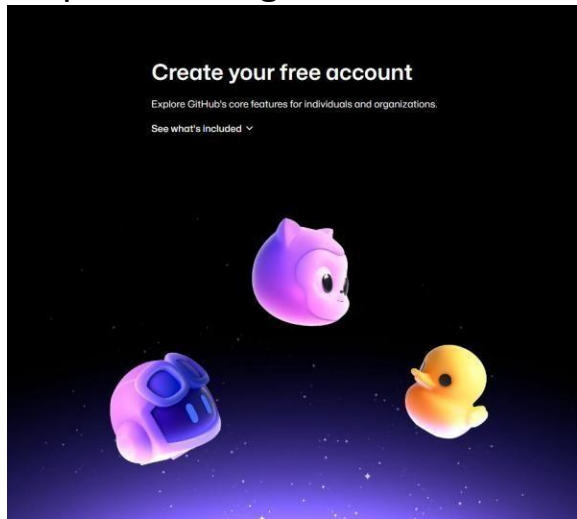 Create your free account
Explore GitHub's core features for individuals and organizations.
See what's included